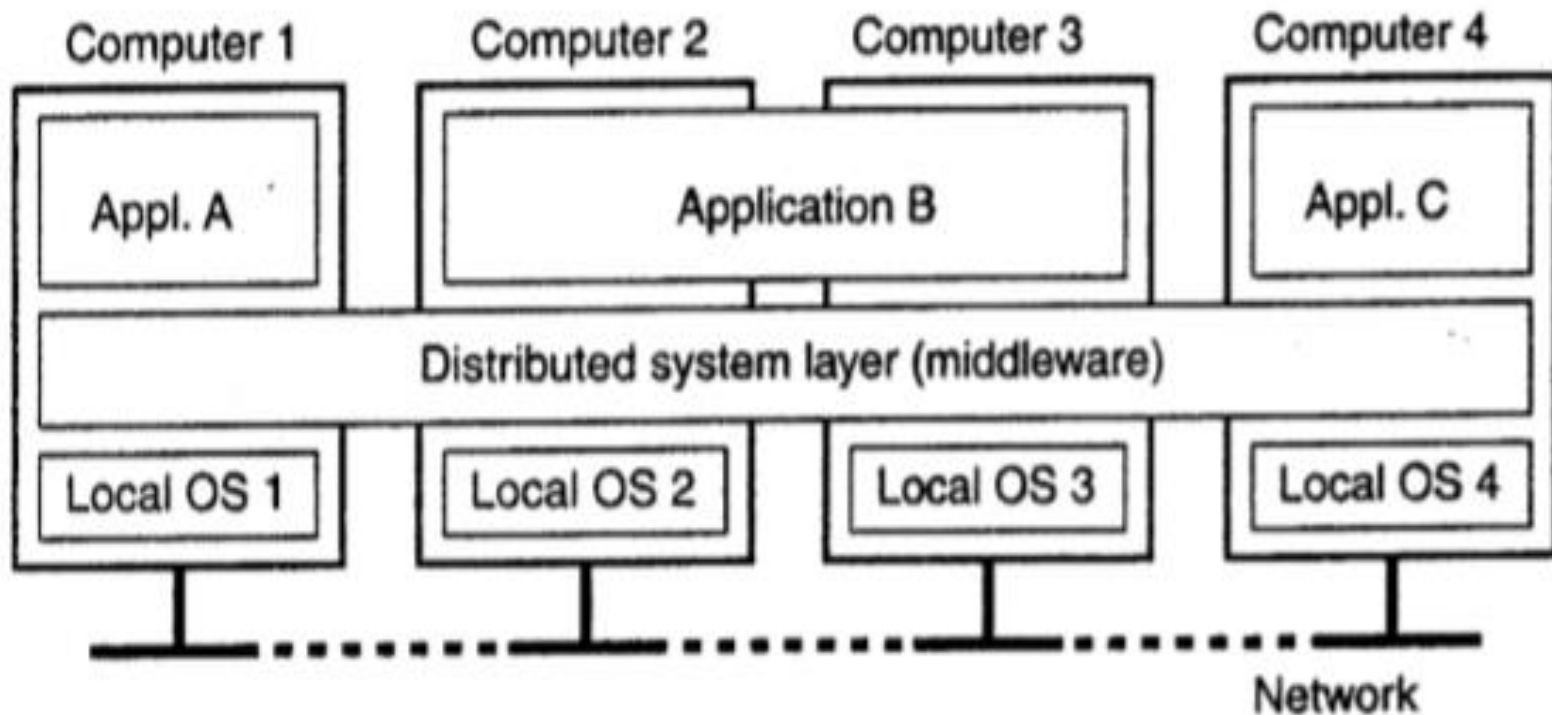 Computer 1
Computer 2
Computer 3
Computer 4
Appl. A
Application B
Appl. C
Distributed system layer (middleware)
Local OS 1
Local OS 2
Local OS 3
Local OS 4
Network